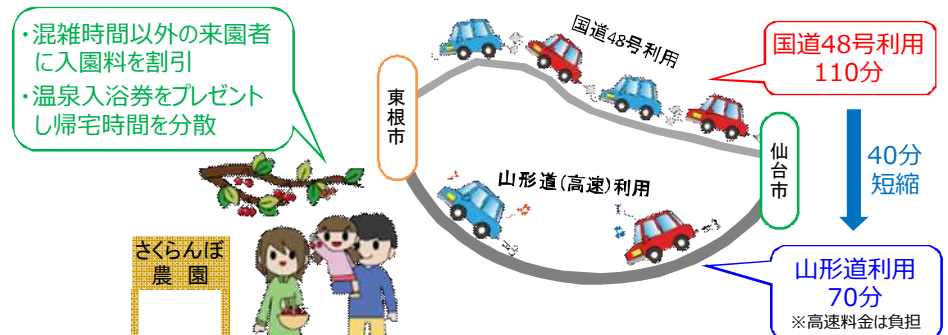 ・混雑時間以外の来園者
に入園料を割引
・温泉入浴券をプレゼント
し帰宅時間を分散
東根市
国道48号利用
国道48号利用
110分
仙台市
40分
短縮
山形道(高速)利用
さくらんぼ
農園
山形道利用
70分
※高速料金は負担